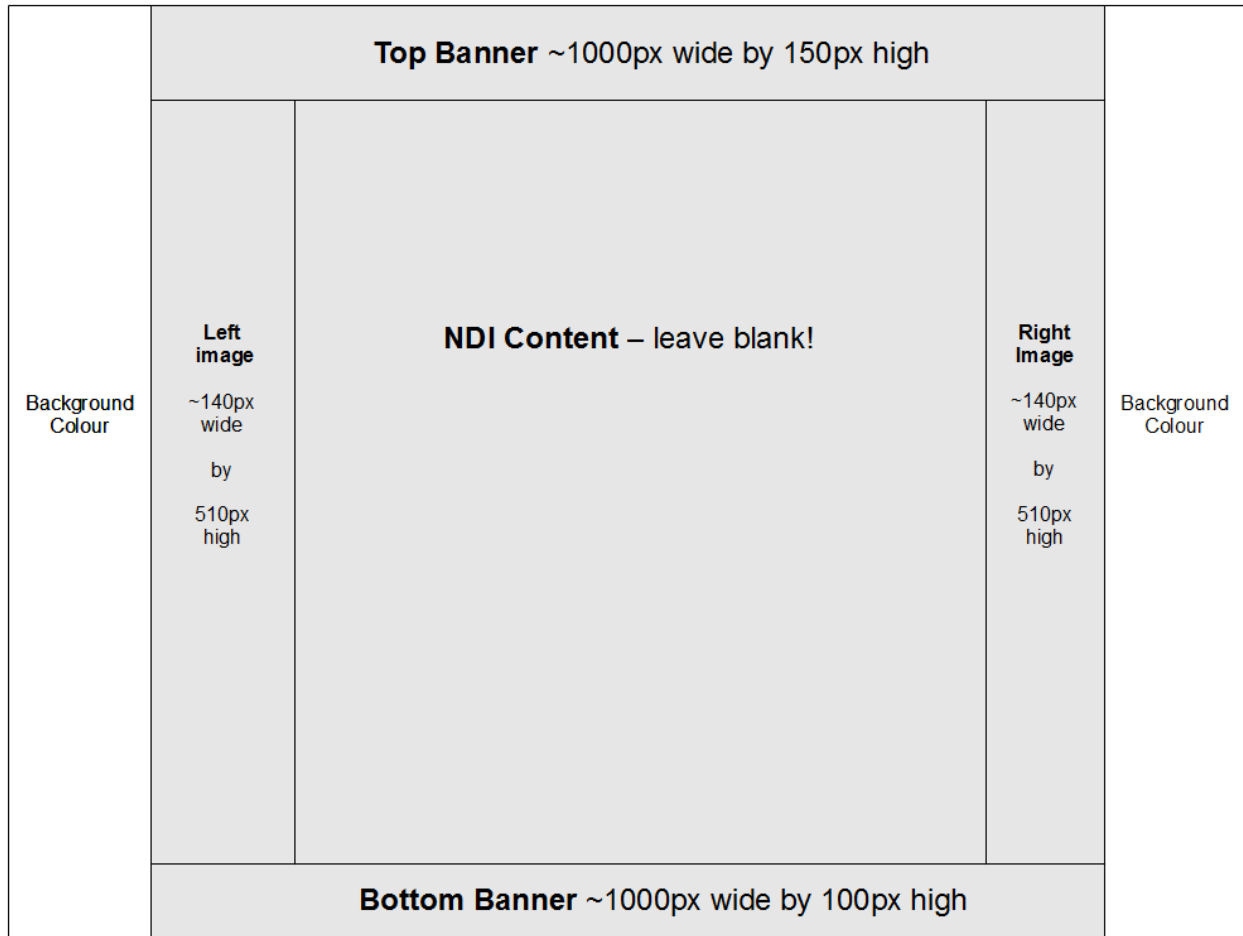 Top Banner ~1000px wide by 150px high
Left
image
~140px
wide
by
510px
high
NDI Content – leave blank!
Right
Image
~140px
wide
by
510px
high
Background
Colour
Background
Colour
Bottom Banner ~1000px wide by 100px high